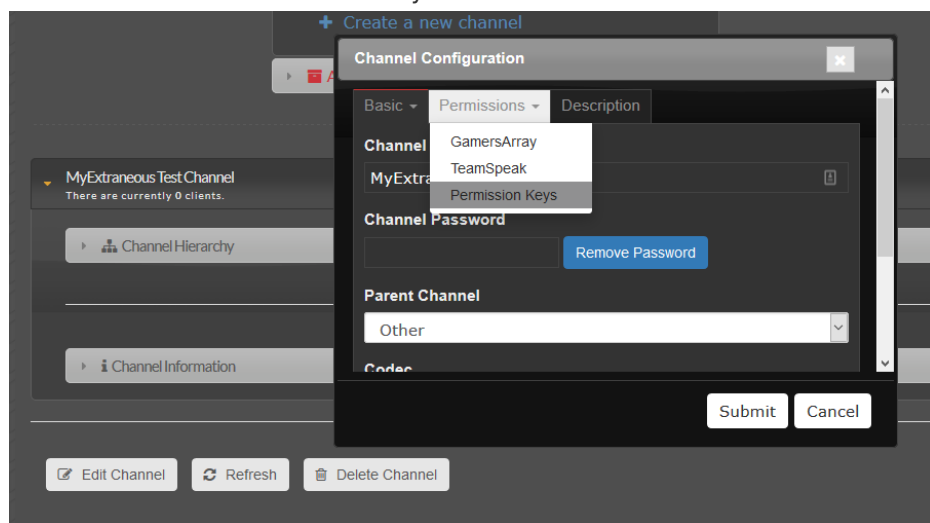 Create a new channel
Channel Configuration
A
Basic
Permissions
Description
GamersArray
TeamSpeak
Permission Keys
Channel
MyExtra
Channel Password
Remove Password
Parent Channel
Other
Codec
Submit
Cancel
MyExtraneous Test Channel
There are currently 0 clients.
Channel Hierarchy
Channel Information
Edit Channel
Refresh
Delete Channel